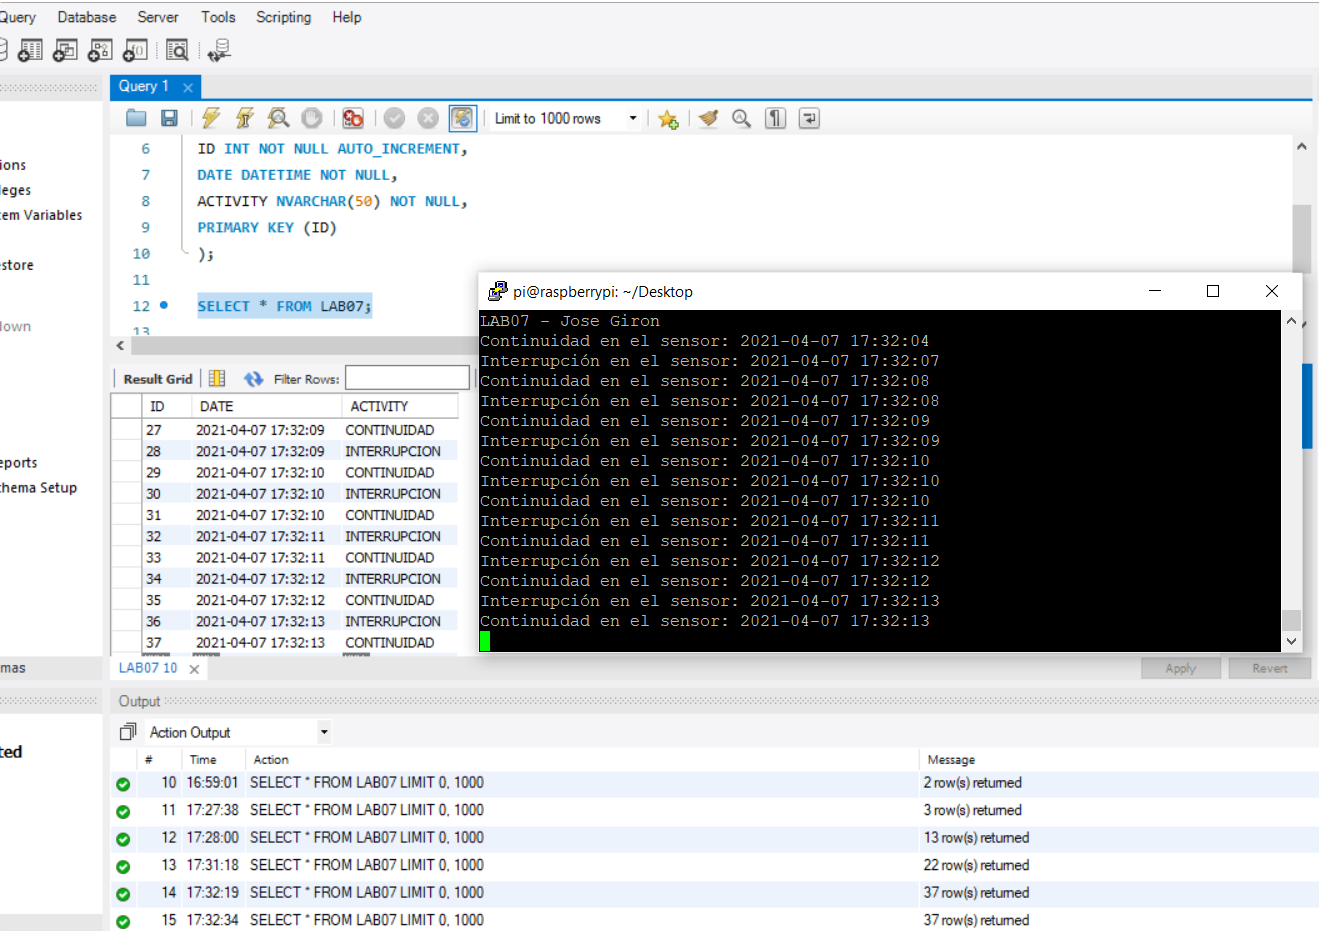 Query Database Server Tools Scripting Help
Query 1
Limit to 1000 rows
6 ID INT NOT NULL AUTO_INCREMENT,
7 DATE DATETIME NOT NULL,
8 ACTIVITY NVARCHAR(50) NOT NULL,
9 PRIMARY KEY (ID)
10 );
11
12 SELECT * FROM LAB07;
13
ions
leges
tem Variables
store
down
eports
hema Setup
mas
ted
Result Grid Filter Rows:
ID DATE ACTIVITY
27 2021-04-07 17:32:09 CONTINUIDAD
28 2021-04-07 17:32:09 INTERRUPCION
29 2021-04-07 17:32:10 CONTINUIDAD
30 2021-04-07 17:32:10 INTERRUPCION
31 2021-04-07 17:32:10 CONTINUIDAD
32 2021-04-07 17:32:11 INTERRUPCION
33 2021-04-07 17:32:11 CONTINUIDAD
34 2021-04-07 17:32:12 INTERRUPCION
35 2021-04-07 17:32:12 CONTINUIDAD
36 2021-04-07 17:32:13 INTERRUPCION
37 2021-04-07 17:32:13 CONTINUIDAD
LAB07 10
pi@raspberrypi: ~/Desktop
LAB07 - Jose Giron
Continuidad en el sensor: 2021-04-07 17:32:04
Interrupción en el sensor: 2021-04-07 17:32:07
Continuidad en el sensor: 2021-04-07 17:32:08
Interrupción en el sensor: 2021-04-07 17:32:08
Continuidad en el sensor: 2021-04-07 17:32:09
Interrupción en el sensor: 2021-04-07 17:32:09
Continuidad en el sensor: 2021-04-07 17:32:10
Interrupción en el sensor: 2021-04-07 17:32:10
Continuidad en el sensor: 2021-04-07 17:32:10
Interrupción en el sensor: 2021-04-07 17:32:11
Continuidad en el sensor: 2021-04-07 17:32:11
Interrupción en el sensor: 2021-04-07 17:32:12
Continuidad en el sensor: 2021-04-07 17:32:12
Interrupción en el sensor: 2021-04-07 17:32:13
Continuidad en el sensor: 2021-04-07 17:32:13
Apply Revert
Output
Action Output
# Time Action Message
10 16:59:01 SELECT * FROM LAB07 LIMIT 0, 1000 2 row(s) returned
11 17:27:38 SELECT * FROM LAB07 LIMIT 0, 1000 3 row(s) returned
12 17:28:00 SELECT * FROM LAB07 LIMIT 0, 1000 13 row(s) returned
13 17:31:18 SELECT * FROM LAB07 LIMIT 0, 1000 22 row(s) returned
14 17:32:19 SELECT * FROM LAB07 LIMIT 0, 1000 37 row(s) returned
15 17:32:34 SELECT * FROM LAB07 LIMIT 0, 1000 37 row(s) returned